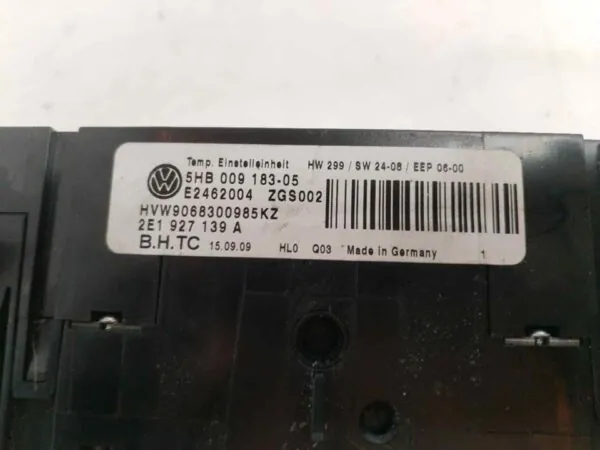 Temp. Einstelleinheit HW 299 / SW 24-08 / EEP 06-00
5HB 009 183-05
E2462004 ZGS002
HVW9068300985KZ
2E1 927 139 A
B.H.TC 15.09.09 HL0 Q03 Made in Germany 1